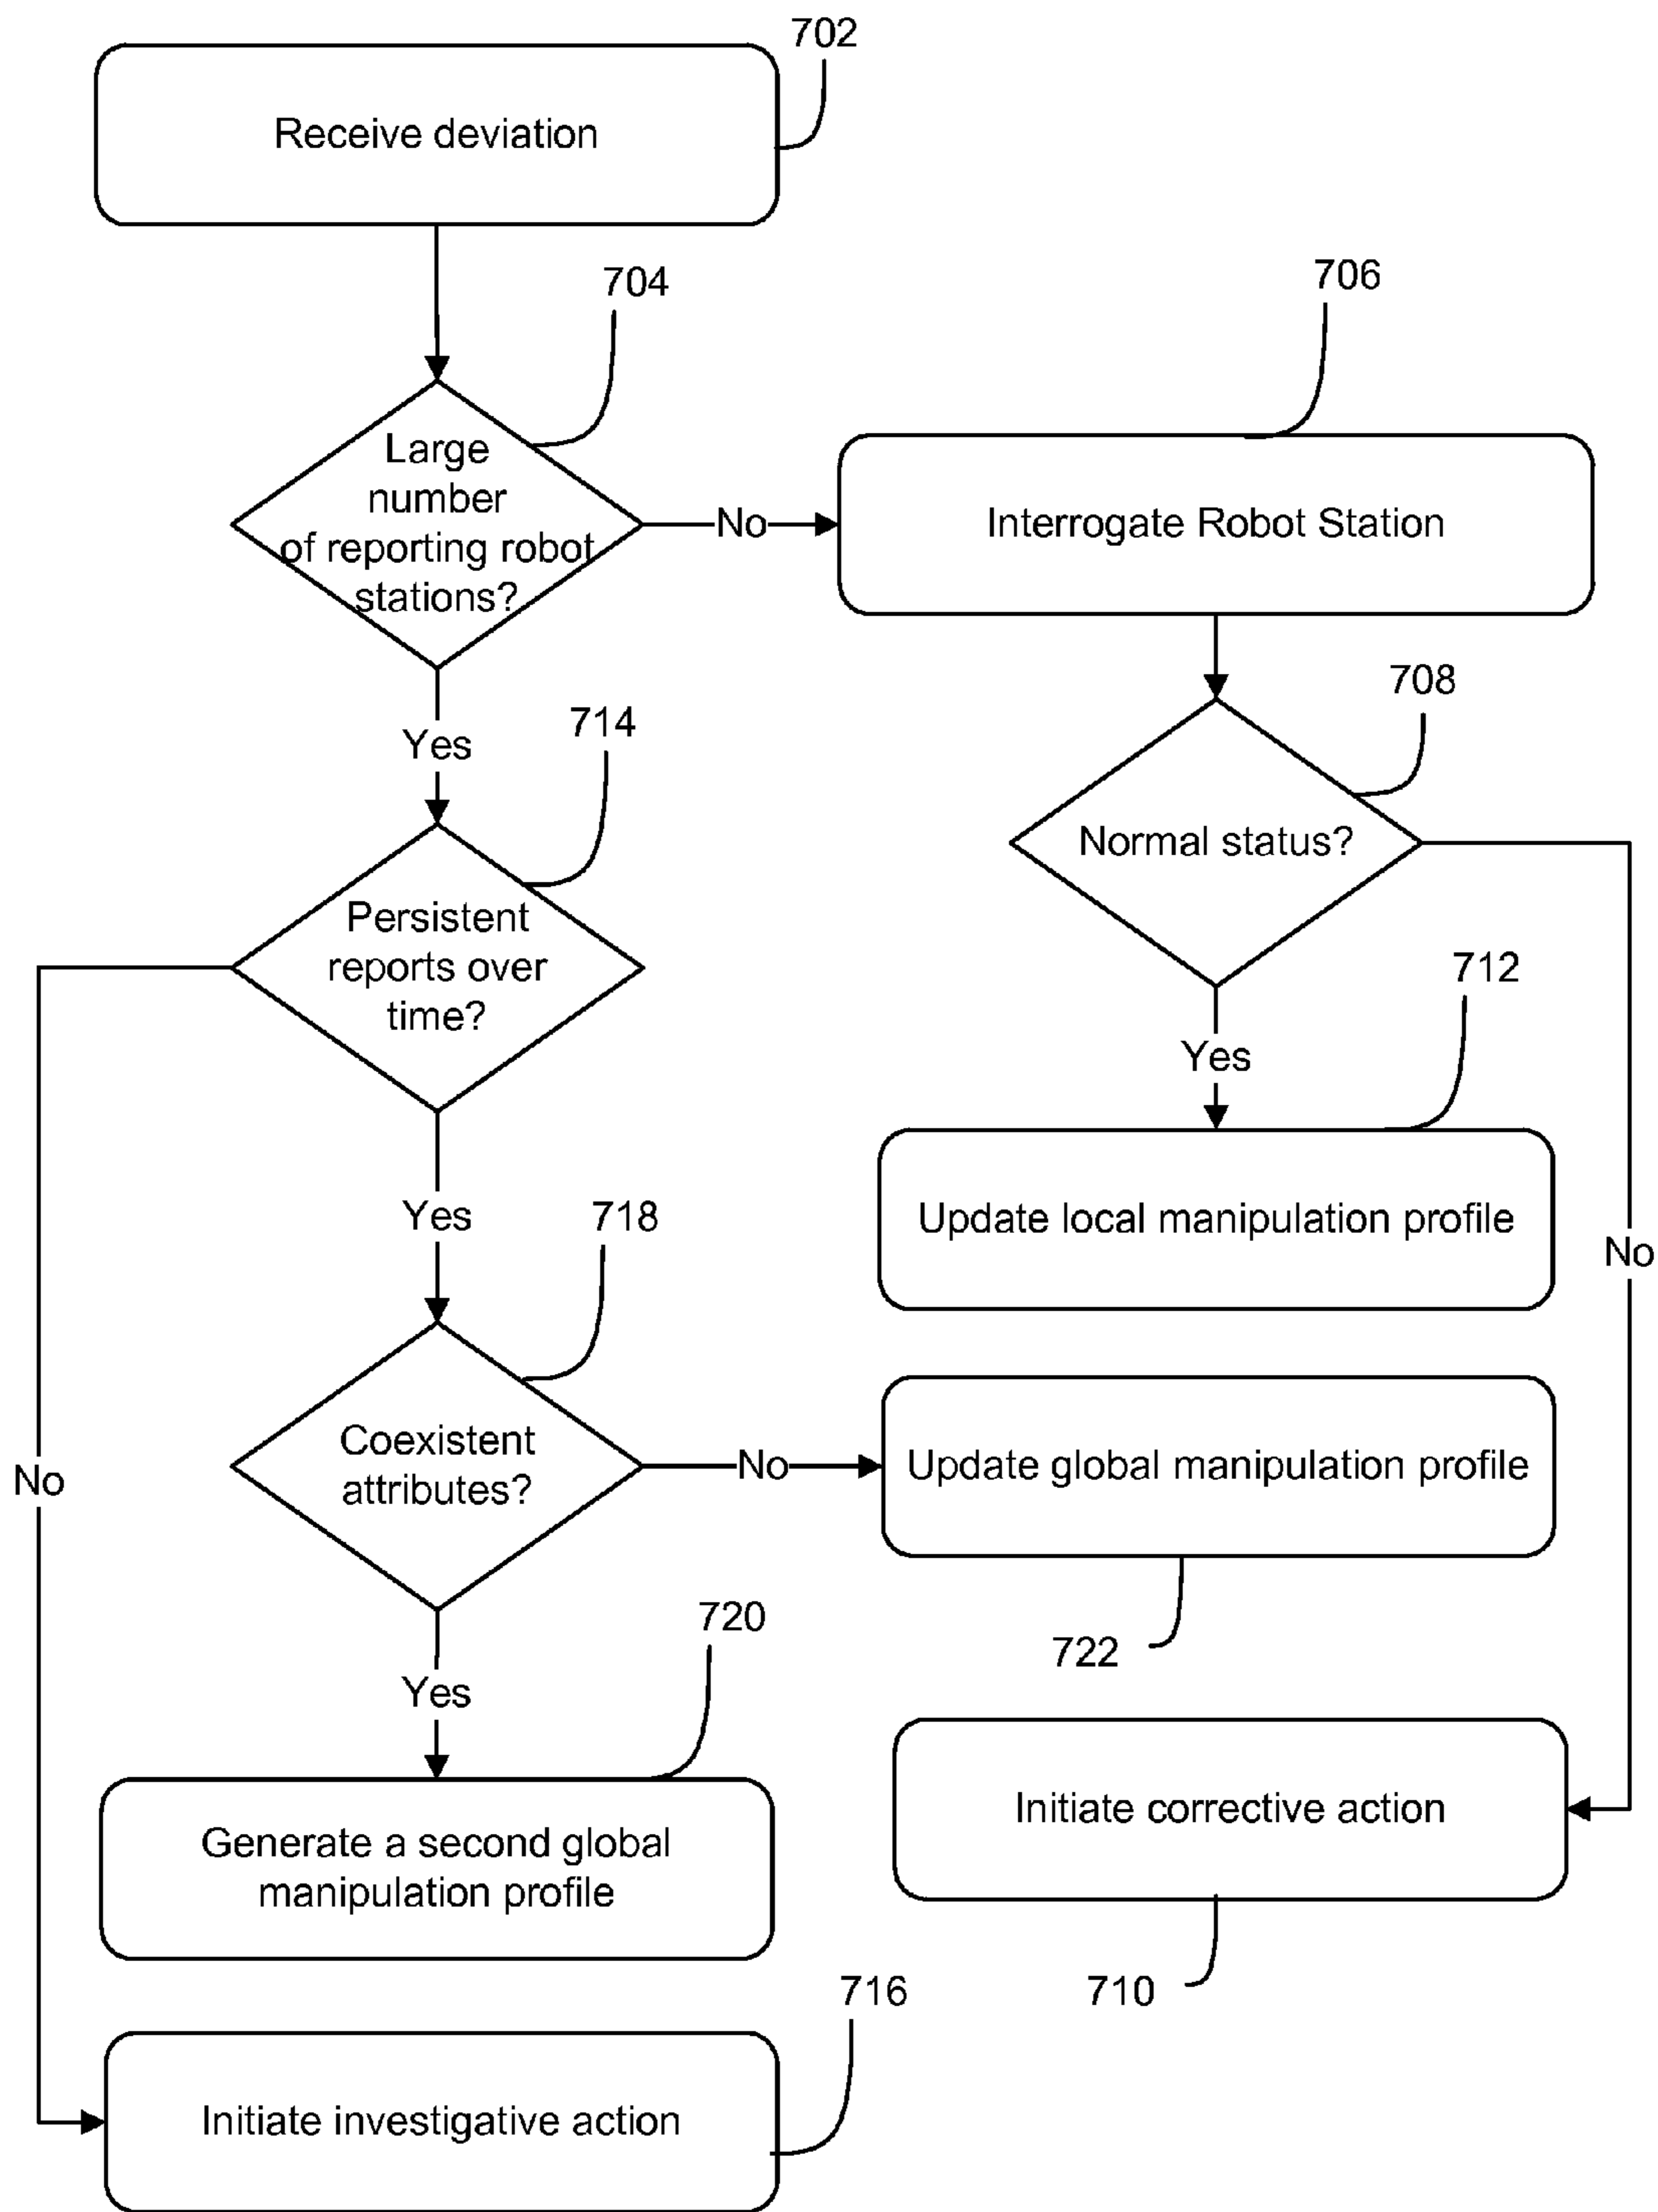 702
Receive deviation
704
706
Large
number
of reporting robot
stations?
No
Interrogate Robot Station
708
Yes
714
Normal status?
Persistent
reports over
time?
712
Yes
Yes
718
Update local manipulation profile
No
Coexistent
attributes?
No
Update global manipulation profile
No
720
722
Yes
Generate a second global
manipulation profile
Initiate corrective action
716
710
Initiate investigative action